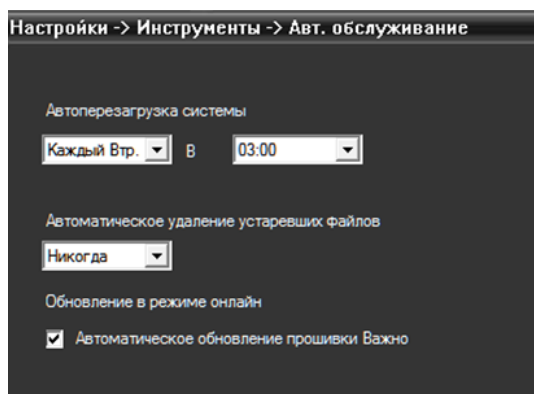 Настройки -> Инструменты -> Авт. обслуживание
Автоперезагрузка системы
Каждый Втр. В 03:00
Автоматическое удаление устаревших файлов
Никогда
Обновление в режиме онлайн
Автоматическое обновление прошивки Важно